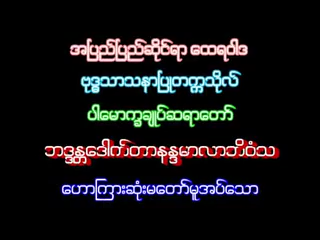 အပြည်ပြည်ဆိုင်ရာ ထေရဝါဒ
ဗုဒ္ဓသာသနာပြုတက္ကသိုလ်
ပါမောက္ခချုပ်ဆရာတော်
ဘဒ္ဒန္တဒေါက်တာနန္ဒမာလာဘိဝံသ
ဟောကြားဆုံးမတော်မူအပ်သော